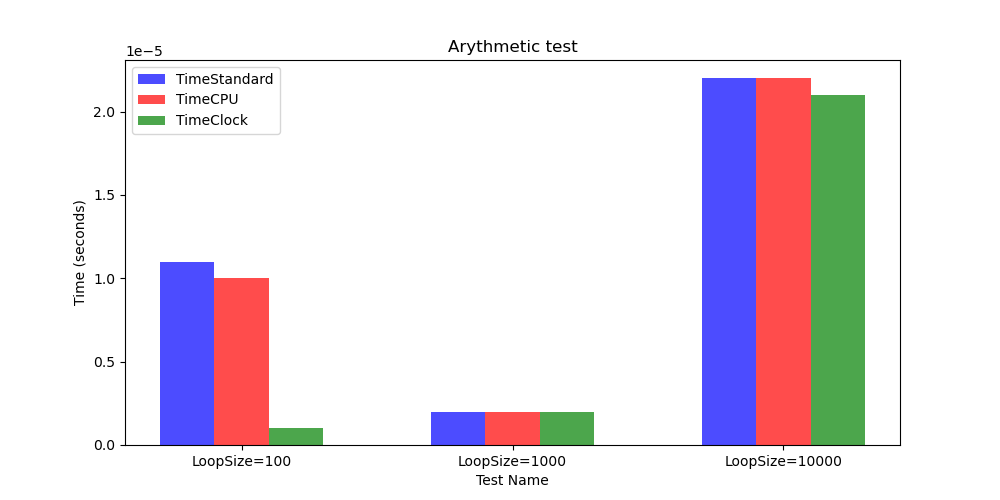 Arythmetic test
1e−5
TimeStandard
TimeCPU
TimeClock
2.0
1.5
1.0
0.5
0.0
Time (seconds)
LoopSize=100
LoopSize=1000
LoopSize=10000
Test Name